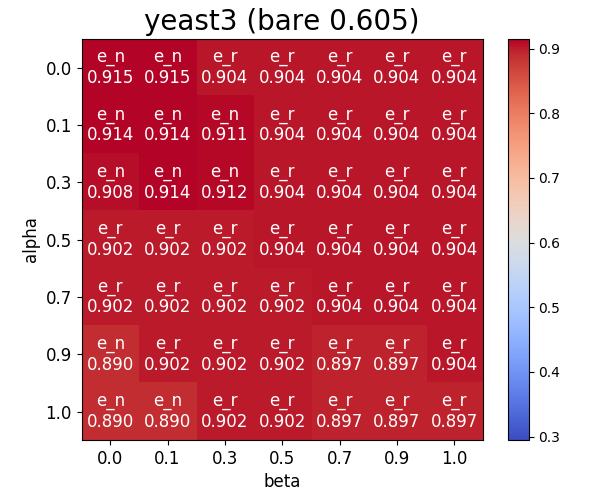 yeast3 (bare 0.605)
alpha
0.0 e_n e_n e_r e_r e_r e_r e_r
0.915 0.915 0.904 0.904 0.904 0.904 0.904
0.1 e_n e_n e_n e_r e_r e_r e_r
0.914 0.914 0.911 0.904 0.904 0.904 0.904
0.3 e_n e_n e_n e_r e_r e_r e_r
0.908 0.914 0.912 0.904 0.904 0.904 0.904
0.5 e_r e_r e_r e_r e_r e_r e_r
0.902 0.902 0.902 0.904 0.904 0.904 0.904
0.7 e_r e_r e_r e_r e_r e_r e_r
0.902 0.902 0.902 0.902 0.904 0.904 0.904
0.9 e_n e_r e_r e_r e_r e_r e_r
0.890 0.902 0.902 0.902 0.897 0.897 0.904
1.0 e_n e_n e_r e_r e_r e_r e_r
0.890 0.890 0.902 0.902 0.897 0.897 0.897
0.0 0.1 0.3 0.5 0.7 0.9 1.0
beta
0.9
0.8
0.7
0.6
0.5
0.4
0.3